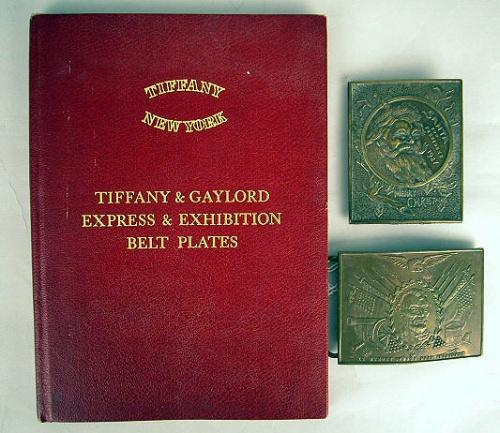 TIFFANY
NEW YORK
TIFFANY & GAYLORD
EXPRESS & EXHIBITION
BELT PLATES
MERRY
CHRISTMAS